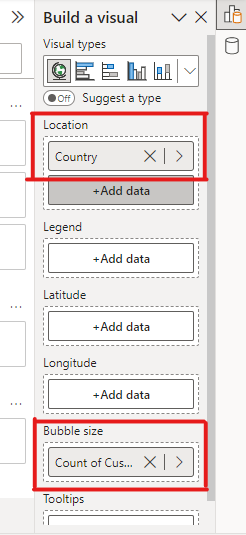 Build a visual
Visual types
Off
Suggest a type
Location
Country
+Add data
Legend
+Add data
Latitude
+Add data
Longitude
+Add data
Bubble size
Count of Cus...
Tooltips